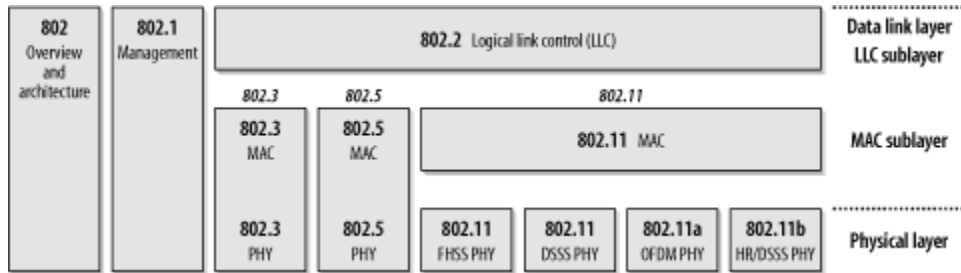 802
Overview
and
architecture
802.1
Management
802.2 Logical link control (LLC)
Data link layer
LLC sublayer
802.3
802.5
802.11
802.3
MAC
802.5
MAC
802.11 MAC
MAC sublayer
802.3
PHY
802.5
PHY
802.11
FHSS PHY
802.11
DSSS PHY
802.11a
OFDM PHY
802.11b
HR/DSSS PHY
Physical layer